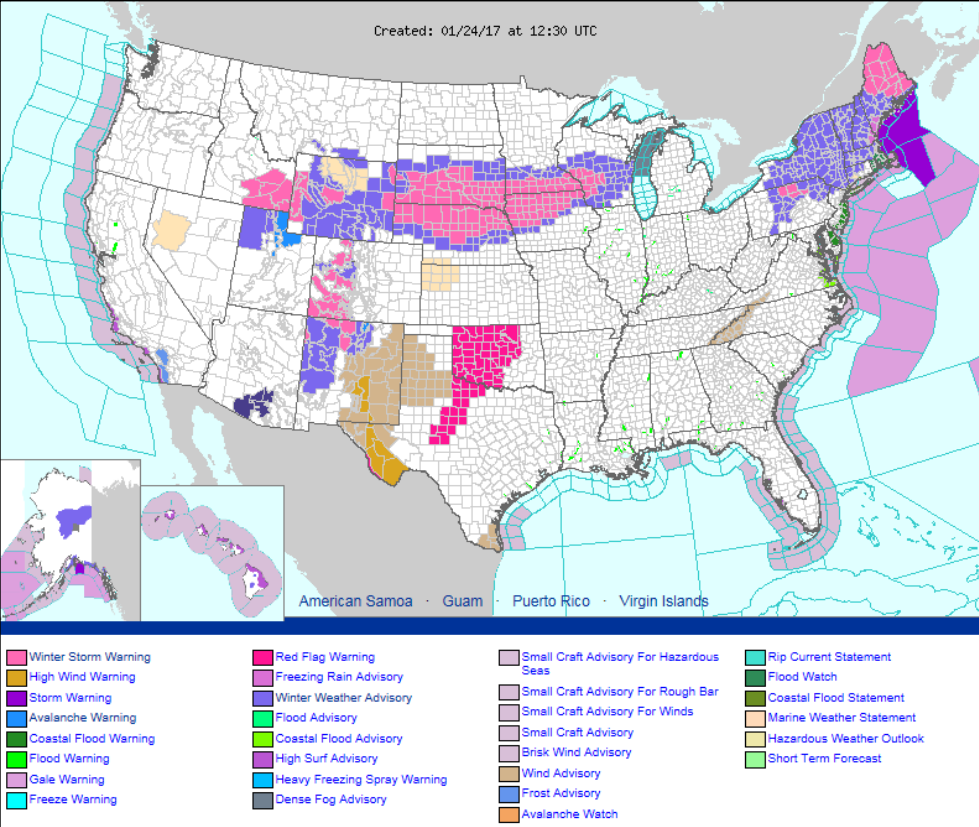 Created: 01/24/17 at 12:30 UTC
American Samoa · Guam · Puerto Rico · Virgin Islands
Winter Storm Warning
High Wind Warning
Storm Warning
Avalanche Warning
Coastal Flood Warning
Flood Warning
Gale Warning
Freeze Warning
Red Flag Warning
Freezing Rain Advisory
Winter Weather Advisory
Flood Advisory
Coastal Flood Advisory
High Surf Advisory
Heavy Freezing Spray Warning
Dense Fog Advisory
Small Craft Advisory For Hazardous
Seas
Small Craft Advisory For Rough Bar
Small Craft Advisory For Winds
Small Craft Advisory
Brisk Wind Advisory
Wind Advisory
Frost Advisory
Avalanche Watch
Rip Current Statement
Flood Watch
Coastal Flood Statement
Marine Weather Statement
Hazardous Weather Outlook
Short Term Forecast